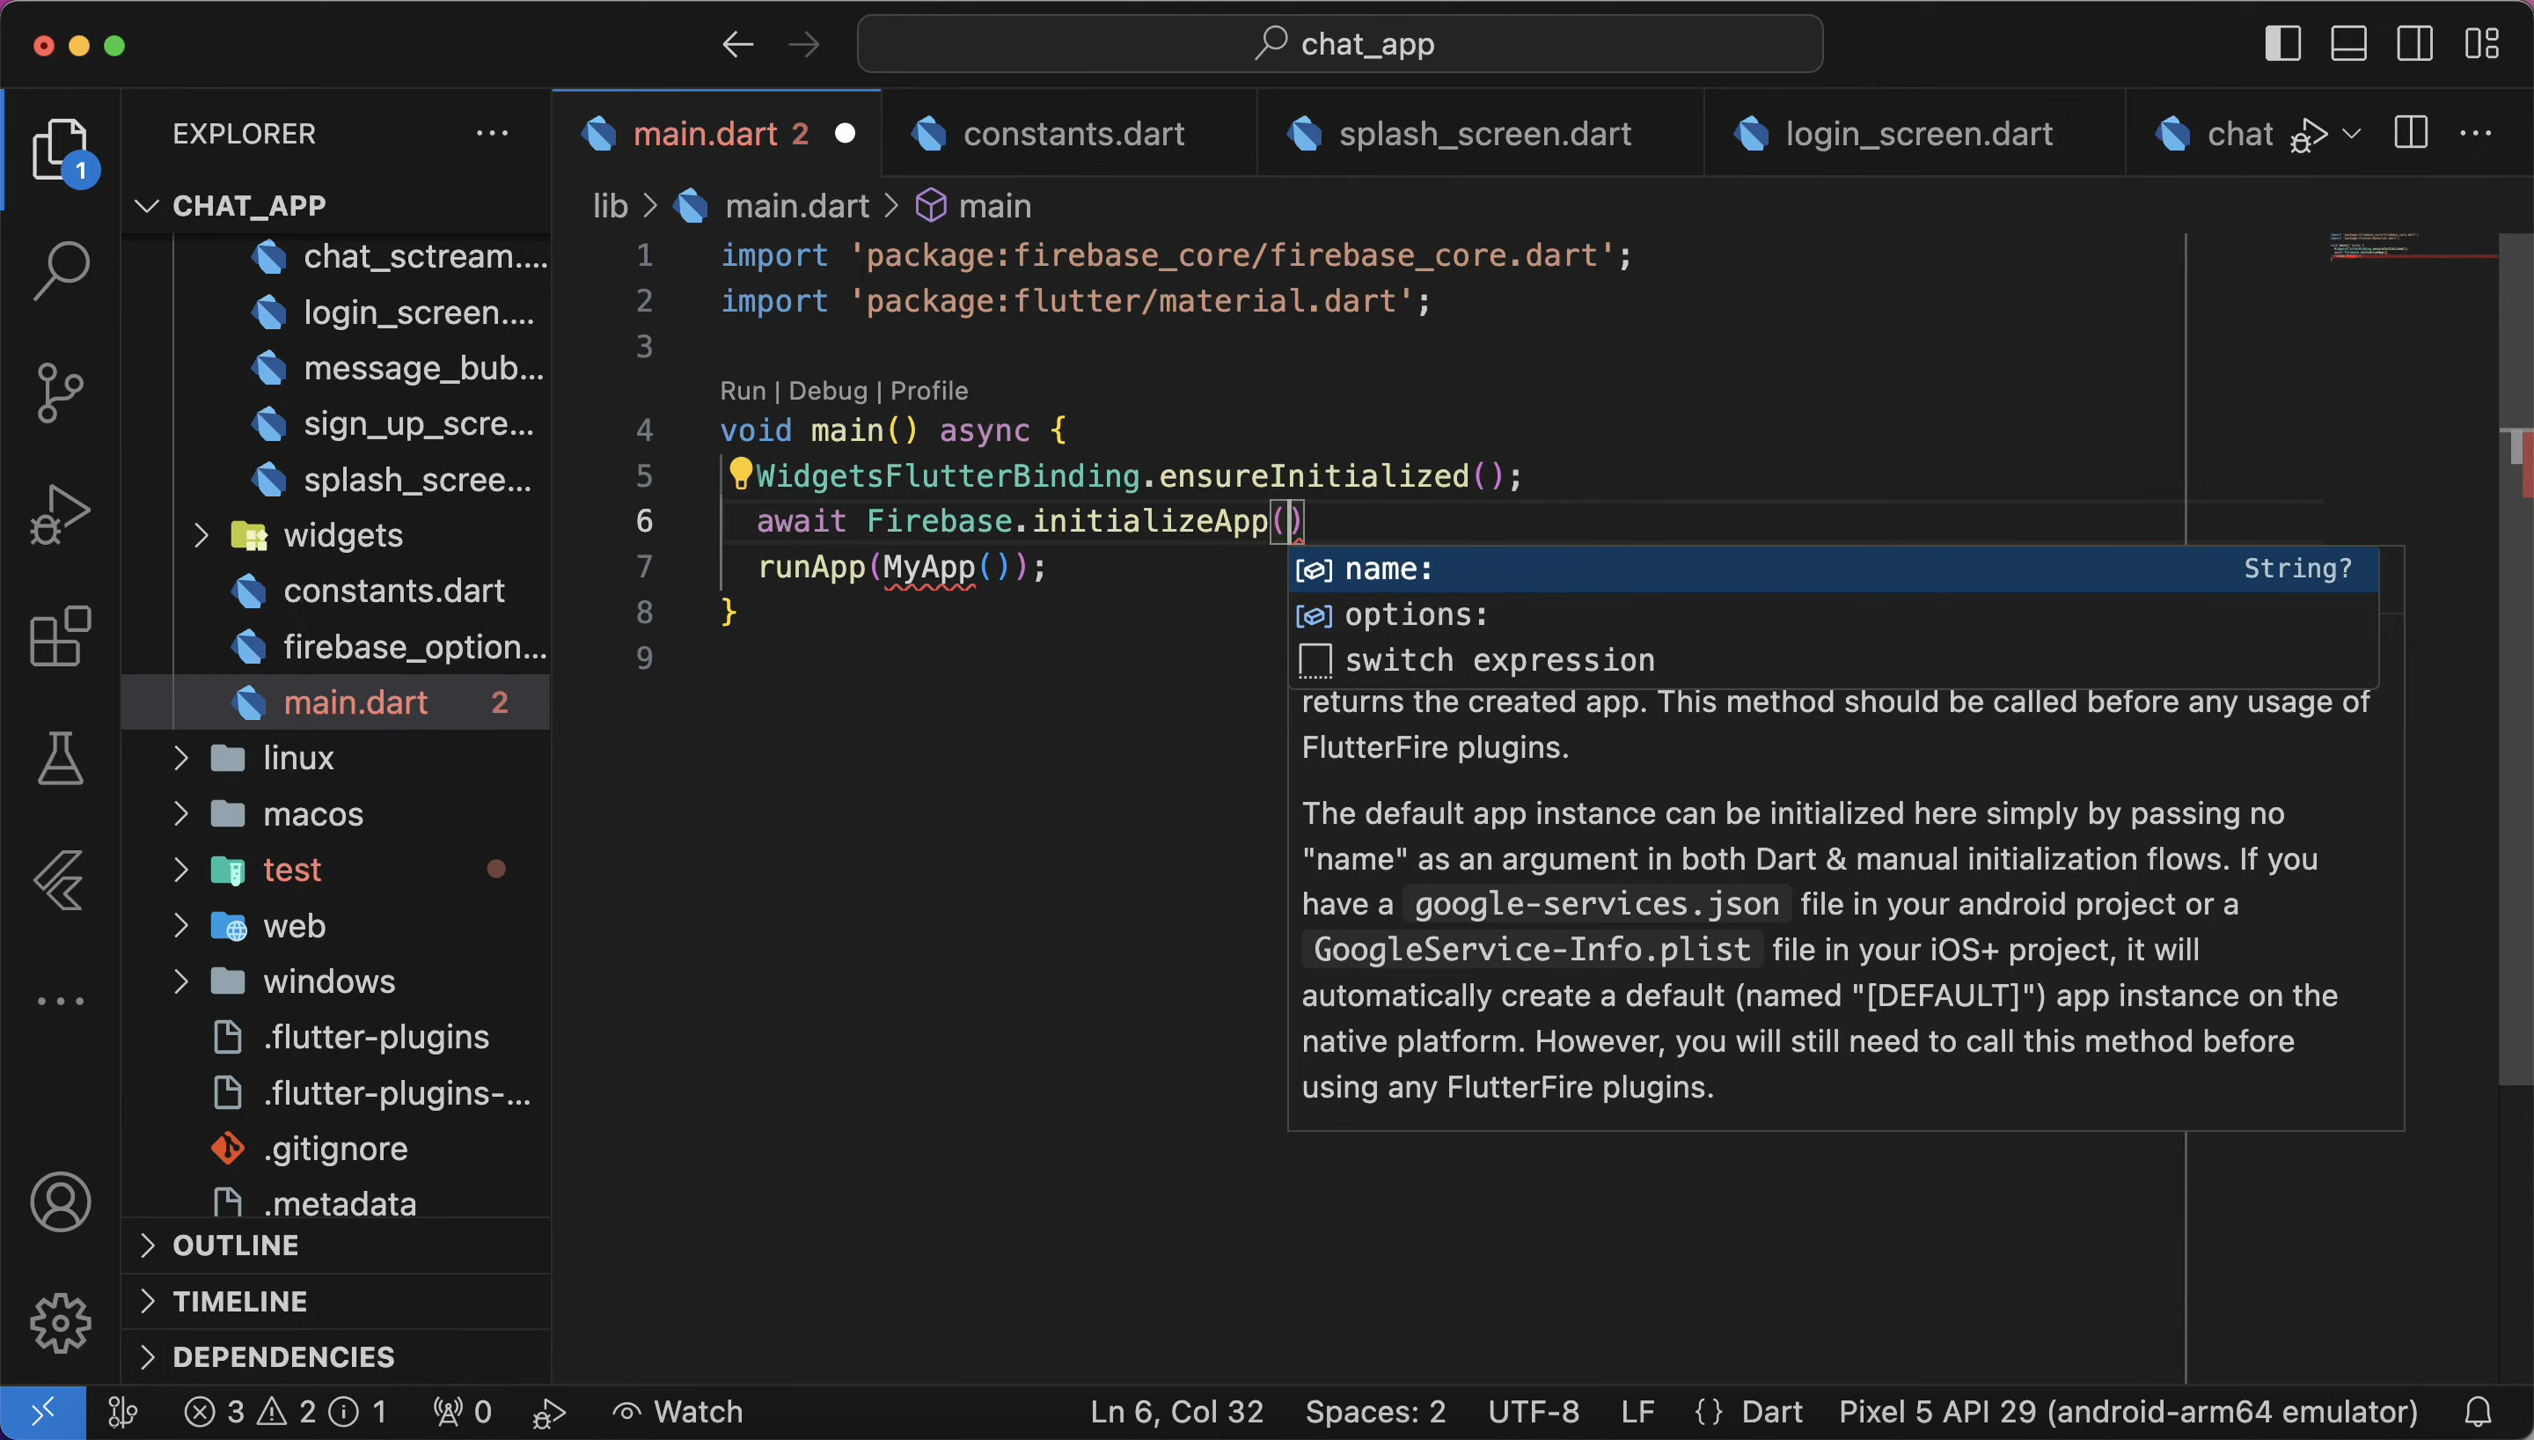 chat_app
1
EXPLORER
main.dart 2
constants.dart
splash_screen.dart
login_screen.dart
chat
CHAT_APP
lib > main.dart > main
chat_sctream....
login_screen....
message_bub...
sign_up_scre...
splash_scree...
widgets
constants.dart
firebase_option...
main.dart 2
linux
macos
test
web
windows
.flutter-plugins
.flutter-plugins-...
.gitignore
.metadata
OUTLINE
TIMELINE
DEPENDENCIES
1 import 'package:firebase_core/firebase_core.dart';
2 import 'package:flutter/material.dart';
3
Run | Debug | Profile
4 void main() async {
5 WidgetsFlutterBinding.ensureInitialized();
6 await Firebase.initializeApp()
7 runApp(MyApp());
8 }
9
name: String?
options:
switch expression
returns the created app. This method should be called before any usage of
FlutterFire plugins.
The default app instance can be initialized here simply by passing no
"name" as an argument in both Dart & manual initialization flows. If you
have a google-services.json file in your android project or a
GoogleService-Info.plist file in your iOS+ project, it will
automatically create a default (named "[DEFAULT]") app instance on the
native platform. However, you will still need to call this method before
using any FlutterFire plugins.
3 2 1 0 Watch Ln 6, Col 32 Spaces: 2 UTF-8 LF {} Dart Pixel 5 API 29 (android-arm64 emulator)